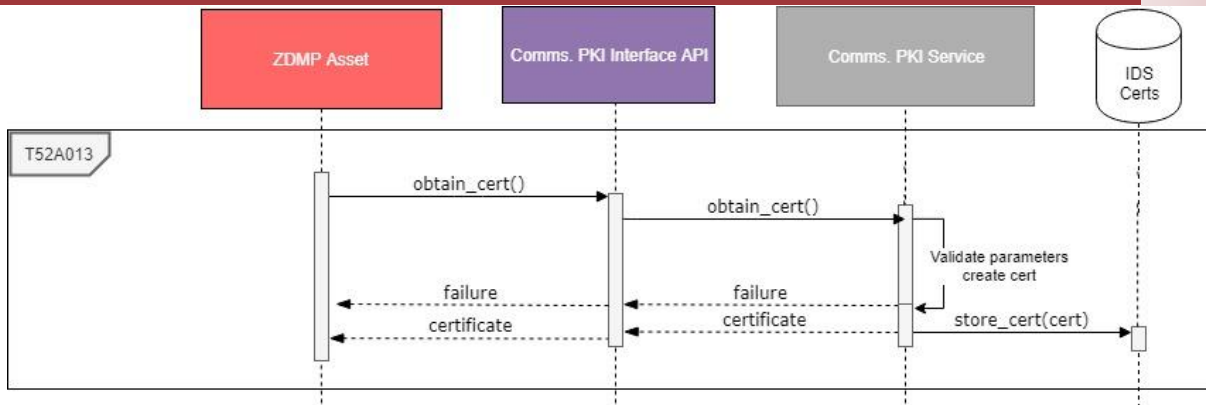 ZDMP Asset
Comms. PKI Interface API
Comms. PKI Service
IDS
Certs
T52A013
obtain_cert()
obtain_cert()
Validate parameters
create cert
failure
failure
certificate
certificate
store_cert(cert)